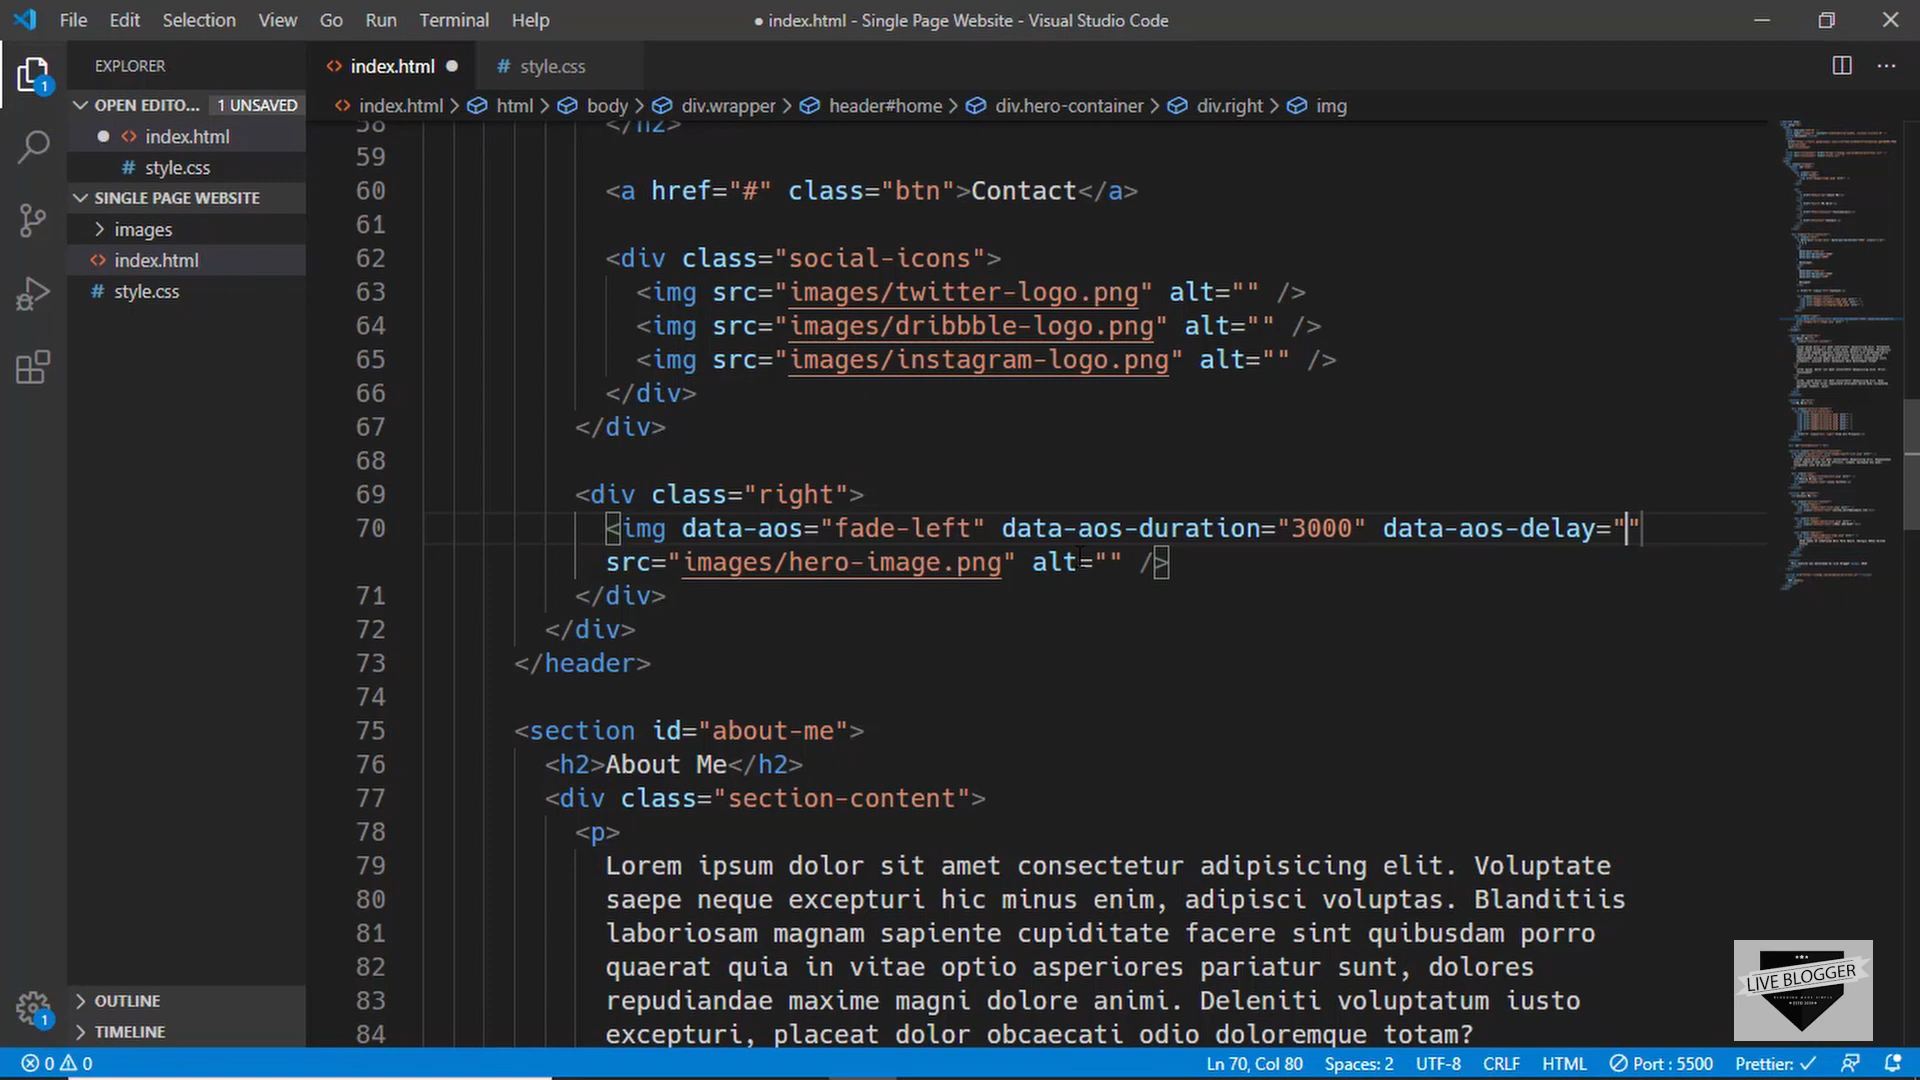 File Edit Selection View Go Run Terminal Help
● index.html - Single Page Website - Visual Studio Code
EXPLORER
OPEN EDITO... 1 UNSAVED
index.html
style.css
SINGLE PAGE WEBSITE
images
index.html
style.css
OUTLINE
TIMELINE
1
1
index.html ●
# style.css
index.html > html > body > div.wrapper > header#home > div.hero-container > div.right > img
58 </h2>
59
60 <a href="#" class="btn">Contact</a>
61
62 <div class="social-icons">
63 <img src="images/twitter-logo.png" alt="" />
64 <img src="images/dribbble-logo.png" alt="" />
65 <img src="images/instagram-logo.png" alt="" />
66 </div>
67 </div>
68
69 <div class="right">
70 <img data-aos="fade-left" data-aos-duration="3000" data-aos-delay=""
src="images/hero-image.png" alt="" />
71 </div>
72 </div>
73 </header>
74
75 <section id="about-me">
76 <h2>About Me</h2>
77 <div class="section-content">
78 <p>
79 Lorem ipsum dolor sit amet consectetur adipisicing elit. Voluptate
80 saepe neque excepturi hic minus enim, adipisci voluptas. Blanditiis
81 laboriosam magnam sapiente cupiditate facere sint quibusdam porro
82 quaerat quia in vitae optio asperiores pariatur sunt, dolores
83 repudiandae maxime magni dolore animi. Deleniti voluptatum iusto
84 excepturi, placeat dolor obcaecati odio doloremque totam?
LIVE BLOGGER
0 0
Ln 70, Col 80 Spaces: 2 UTF-8 CRLF HTML Port : 5500 Prettier: ✓